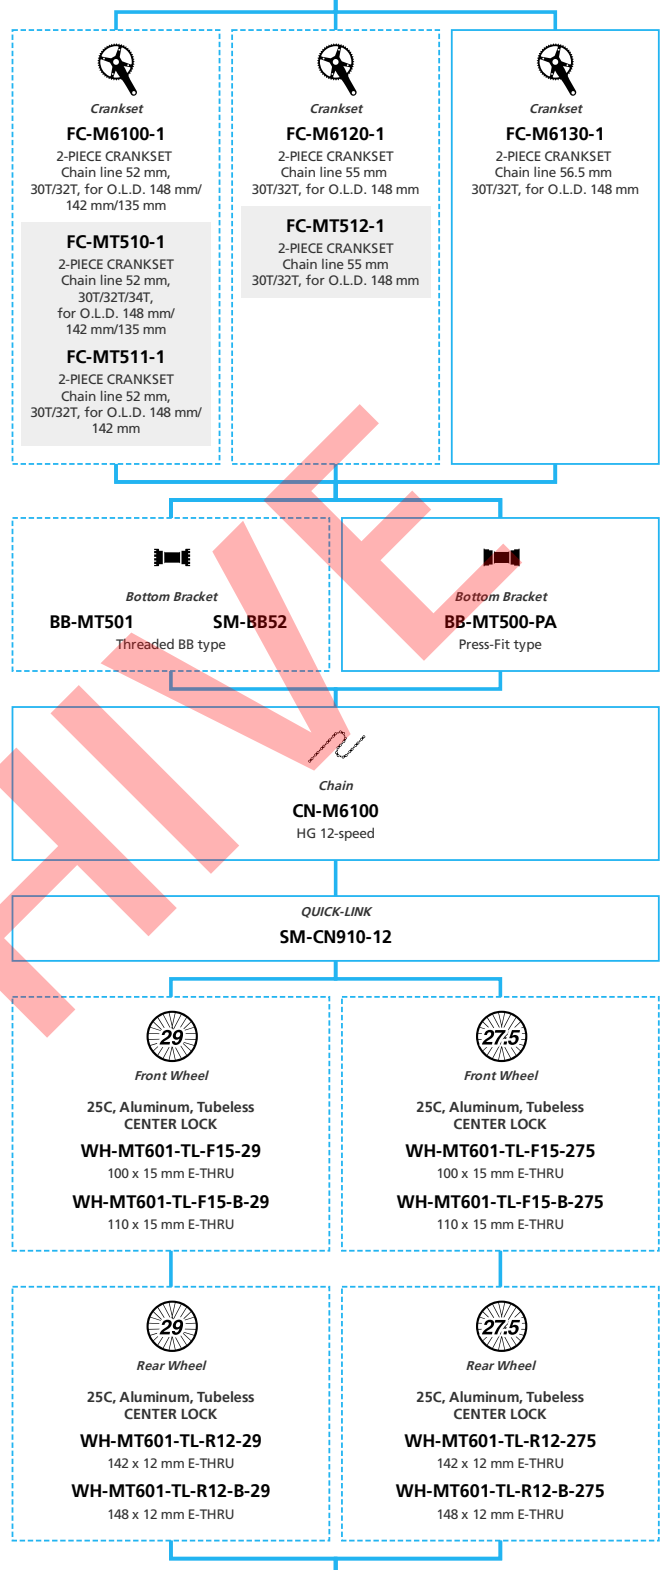 Crankset
FC-M6100-1
2-PIECE CRANKSET
Chain line 52 mm,
30T/32T, for O.L.D. 148 mm/
142 mm/135 mm
FC-MT510-1
2-PIECE CRANKSET
Chain line 52 mm,
30T/32T/34T,
for O.L.D. 148 mm/
142 mm/135 mm
FC-MT511-1
2-PIECE CRANKSET
Chain line 52 mm,
30T/32T, for O.L.D. 148 mm/
142 mm
Crankset
FC-M6120-1
2-PIECE CRANKSET
Chain line 55 mm
30T/32T, for O.L.D. 148 mm
FC-MT512-1
2-PIECE CRANKSET
Chain line 55 mm
30T/32T, for O.L.D. 148 mm
Crankset
FC-M6130-1
2-PIECE CRANKSET
Chain line 56.5 mm
30T/32T, for O.L.D. 148 mm
Bottom Bracket
BB-MT501 SM-BB52
Threaded BB type
Bottom Bracket
BB-MT500-PA
Press-Fit type
Chain
CN-M6100
HG 12-speed
QUICK-LINK
SM-CN910-12
29
Front Wheel
25C, Aluminum, Tubeless
CENTER LOCK
WH-MT601-TL-F15-29
100 x 15 mm E-THRU
WH-MT601-TL-F15-B-29
110 x 15 mm E-THRU
27.5
Front Wheel
25C, Aluminum, Tubeless
CENTER LOCK
WH-MT601-TL-F15-275
100 x 15 mm E-THRU
WH-MT601-TL-F15-B-275
110 x 15 mm E-THRU
29
Rear Wheel
25C, Aluminum, Tubeless
CENTER LOCK
WH-MT601-TL-R12-29
142 x 12 mm E-THRU
WH-MT601-TL-R12-B-29
148 x 12 mm E-THRU
27.5
Rear Wheel
25C, Aluminum, Tubeless
CENTER LOCK
WH-MT601-TL-R12-275
142 x 12 mm E-THRU
WH-MT601-TL-R12-B-275
148 x 12 mm E-THRU
HIVE